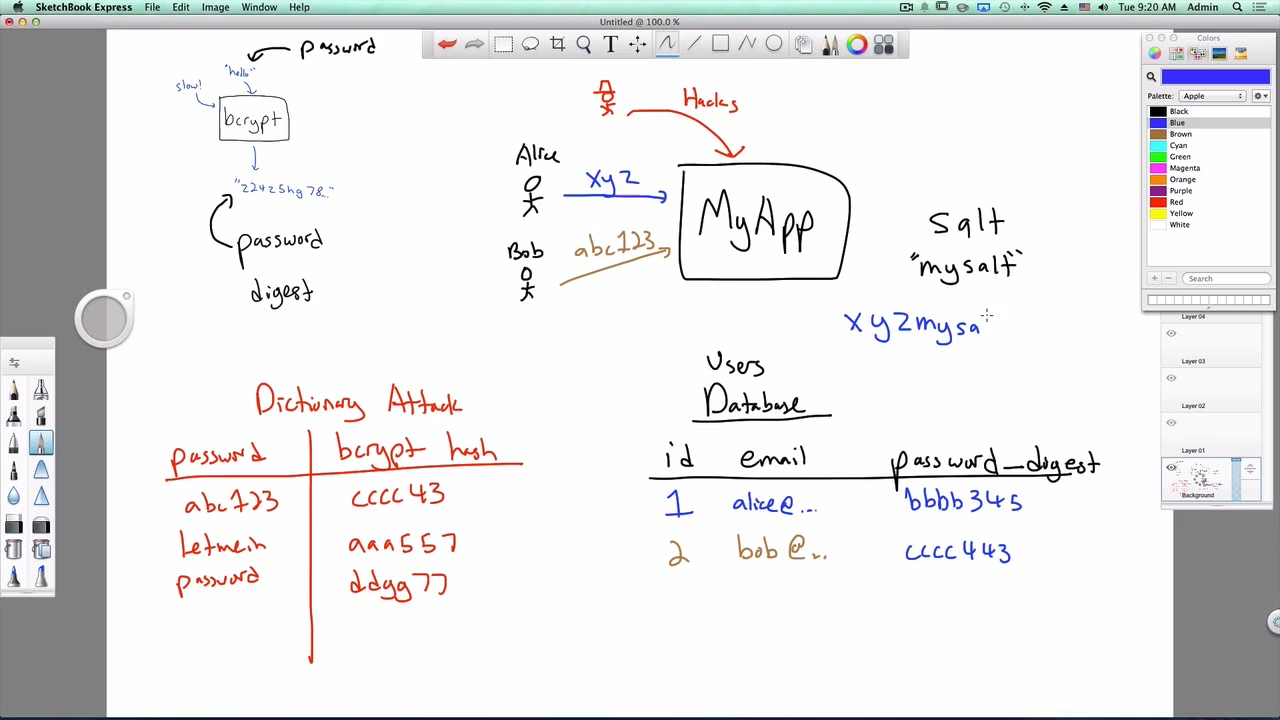 SketchBook Express File Edit Image Window Help
Tue 9:20 AM Admin
Untitled @ 100.0 %
password
"hello"
slow!
bcrypt
"22425hg78..."
password
digest
Hacks
Alice
xyz
MyApp
Bob
abc123
salt
"mysalt"
xyzmysa
Dictionary Attack
password bcrypt hash
abc123 cccc43
letmein aaa557
password ddgg77
Users
Database
id email password_digest
1 alice@... bbbb345
2 bob@... cccc443
Colors
Palette: Apple
Black
Blue
Brown
Cyan
Green
Magenta
Orange
Purple
Red
Yellow
White
Search
Layer 04
Layer 03
Layer 02
Layer 01
Background